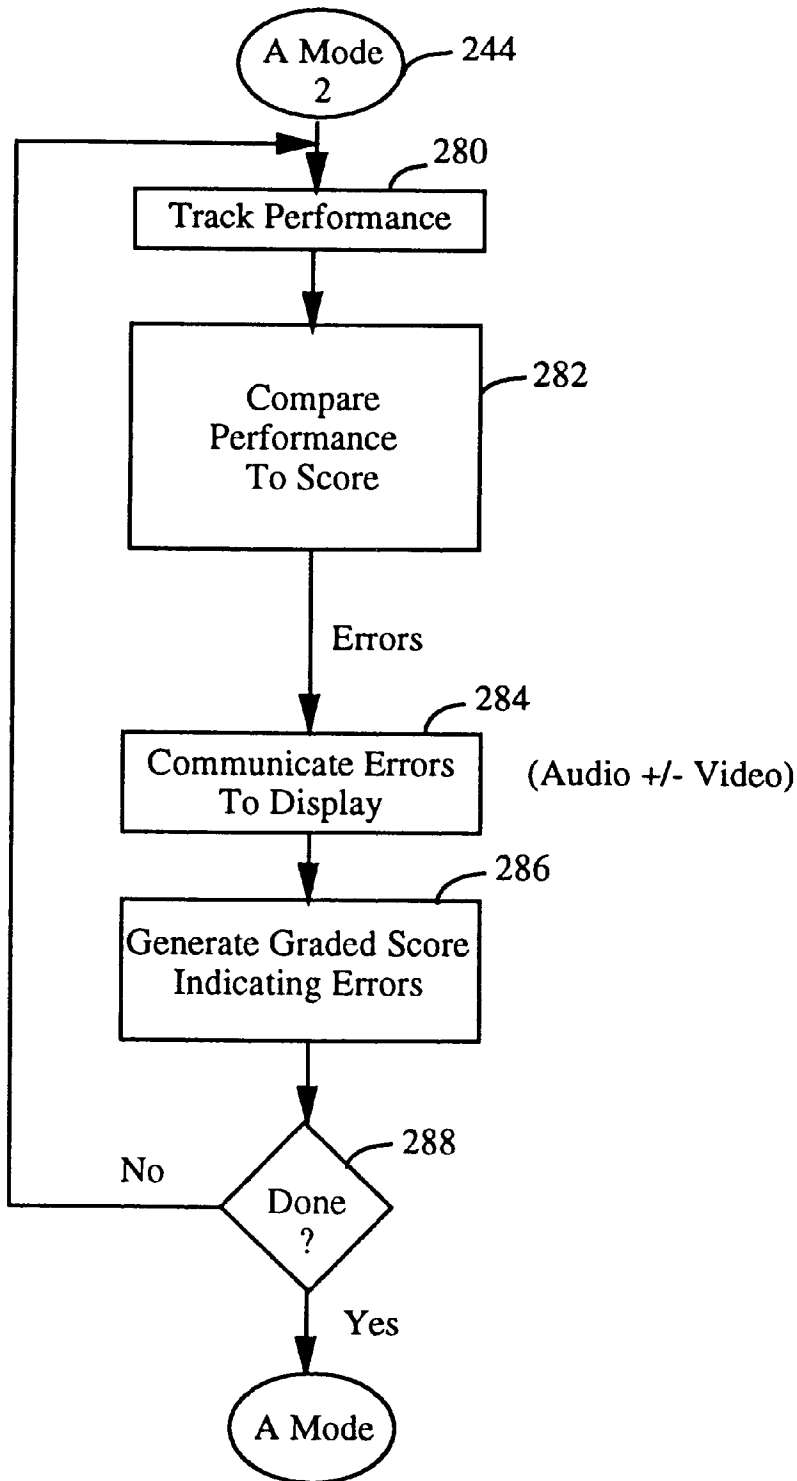 A Mode
2
244
280
Track Performance
282
Compare
Performance
To Score
Errors
284
Communicate Errors
To Display
(Audio +/- Video)
286
Generate Graded Score
Indicating Errors
288
No
Done
?
Yes
A Mode